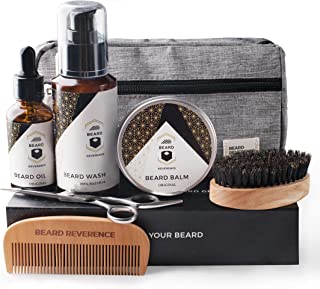 BEARD
REVERENCE
BEARD OIL
ORIGINAL
BEARD
REVERENCE
BEARD WASH
100% NATURAL
BEARD
REVERENCE
BEARD BALM
ORIGINAL
BEARD
YOUR BEARD
BEARD REVERENCE